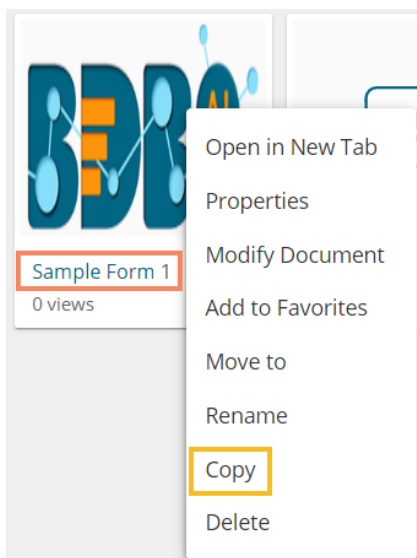 BDB
AI
Sample Form 1
0 views
Open in New Tab
Properties
Modify Document
Add to Favorites
Move to
Rename
Copy
Delete